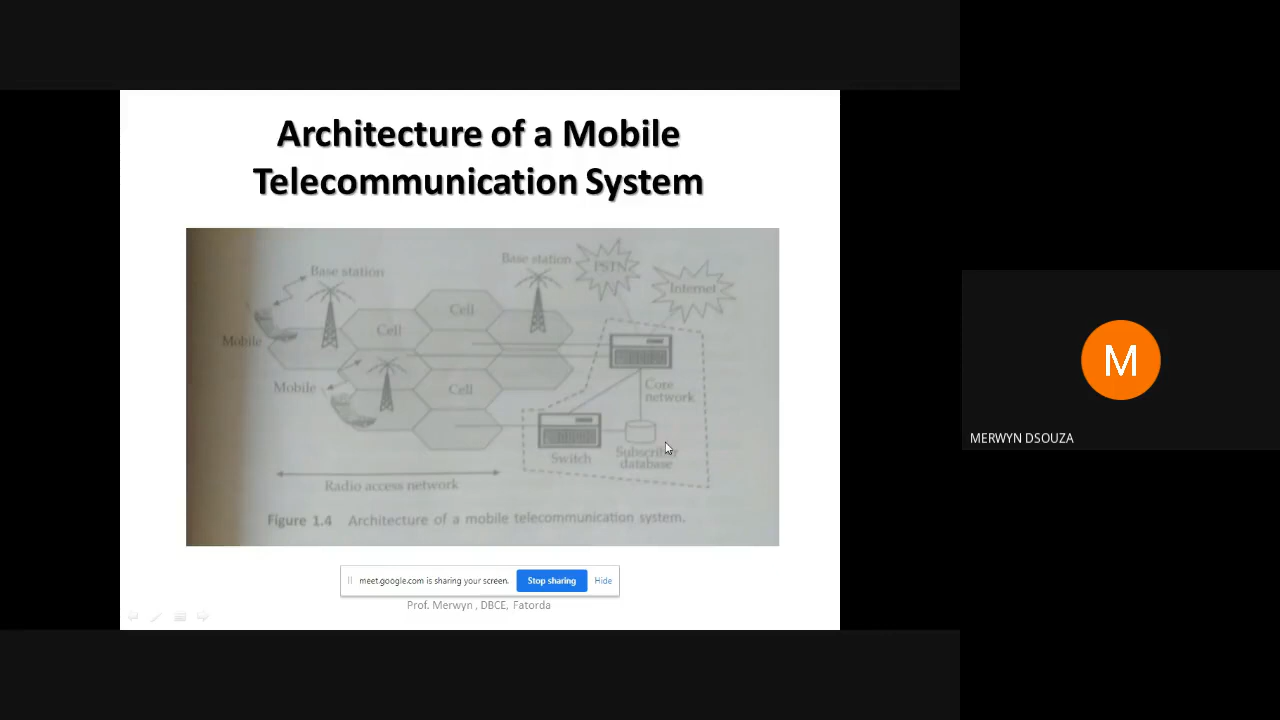 Architecture of a Mobile
Telecommunication System
Base station
Base station
PSTN
Internet
Cell
Cell
Mobile
Mobile
Cell
Core
network
Switch
Subscriber
database
Radio access network
Figure 1.4 Architecture of a mobile telecommunication system.
meet.google.com is sharing your screen.
Stop sharing
Hide
Prof. Merwyn , DBCE, Fatorda
M
MERWYN DSOUZA